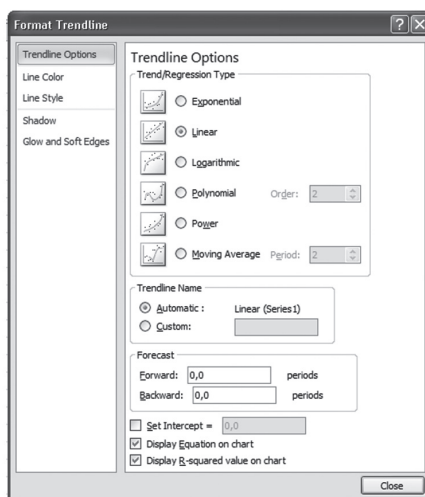 Format Trendline
Trendline Options
Line Color
Line Style
Shadow
Glow and Soft Edges
Trendline Options
Trend/Regression Type
Exponential
Linear
Logarithmic
Polynomial Order: 2
Power
Moving Average Period: 2
Trendline Name
Automatic : Linear (Series1)
Custom:
Forecast
Forward: 0,0 periods
Backward: 0,0 periods
Set Intercept = 0,0
Display Equation on chart
Display R-squared value on chart
Close